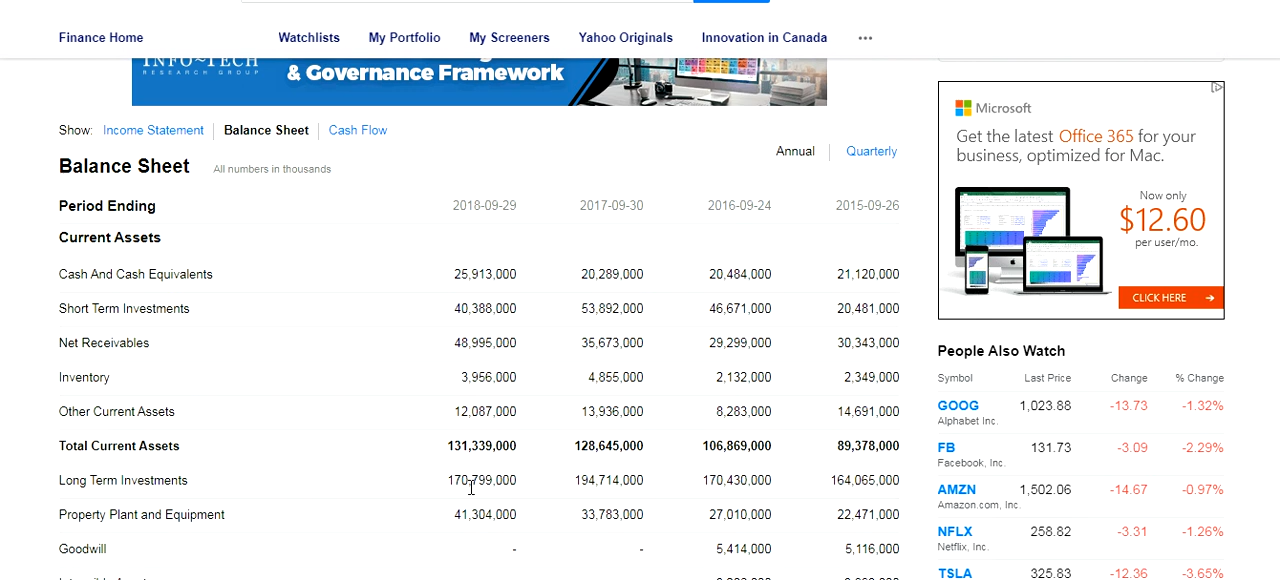 Finance Home Watchlists My Portfolio My Screeners Yahoo Originals Innovation in Canada •••
INFO~TECH
RESEARCH GROUP
& Governance Framework
Show: Income Statement Balance Sheet Cash Flow
Annual Quarterly
Balance Sheet All numbers in thousands
Period Ending 2018-09-29 2017-09-30 2016-09-24 2015-09-26
Current Assets
Cash And Cash Equivalents 25,913,000 20,289,000 20,484,000 21,120,000
Short Term Investments 40,388,000 53,892,000 46,671,000 20,481,000
Net Receivables 48,995,000 35,673,000 29,299,000 30,343,000
Inventory 3,956,000 4,855,000 2,132,000 2,349,000
Other Current Assets 12,087,000 13,936,000 8,283,000 14,691,000
Total Current Assets 131,339,000 128,645,000 106,869,000 89,378,000
Long Term Investments 170,799,000 194,714,000 170,430,000 164,065,000
Property Plant and Equipment 41,304,000 33,783,000 27,010,000 22,471,000
Goodwill - - 5,414,000 5,116,000
Microsoft
Get the latest Office 365 for your
business, optimized for Mac.
Now only
$12.60
per user/mo.
CLICK HERE →
People Also Watch
Symbol Last Price Change % Change
GOOG 1,023.88 -13.73 -1.32%
Alphabet Inc.
FB 131.73 -3.09 -2.29%
Facebook, Inc.
AMZN 1,502.06 -14.67 -0.97%
Amazon.com, Inc.
NFLX 258.82 -3.31 -1.26%
Netflix, Inc.
TSLA 325.83 -12.36 -3.65%